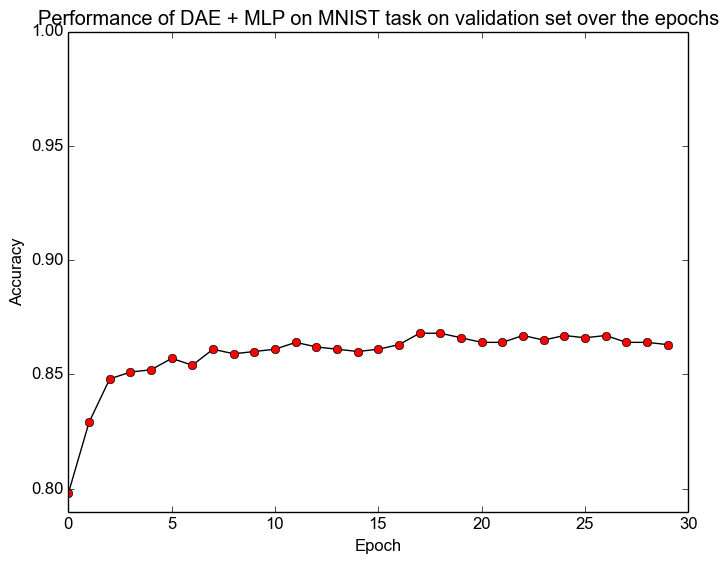 Performance of DAE + MLP on MNIST task on validation set over the epochs
1.00
0.95
0.90
0.85
0.80
Accuracy
0 5 10 15 20 25 30
Epoch